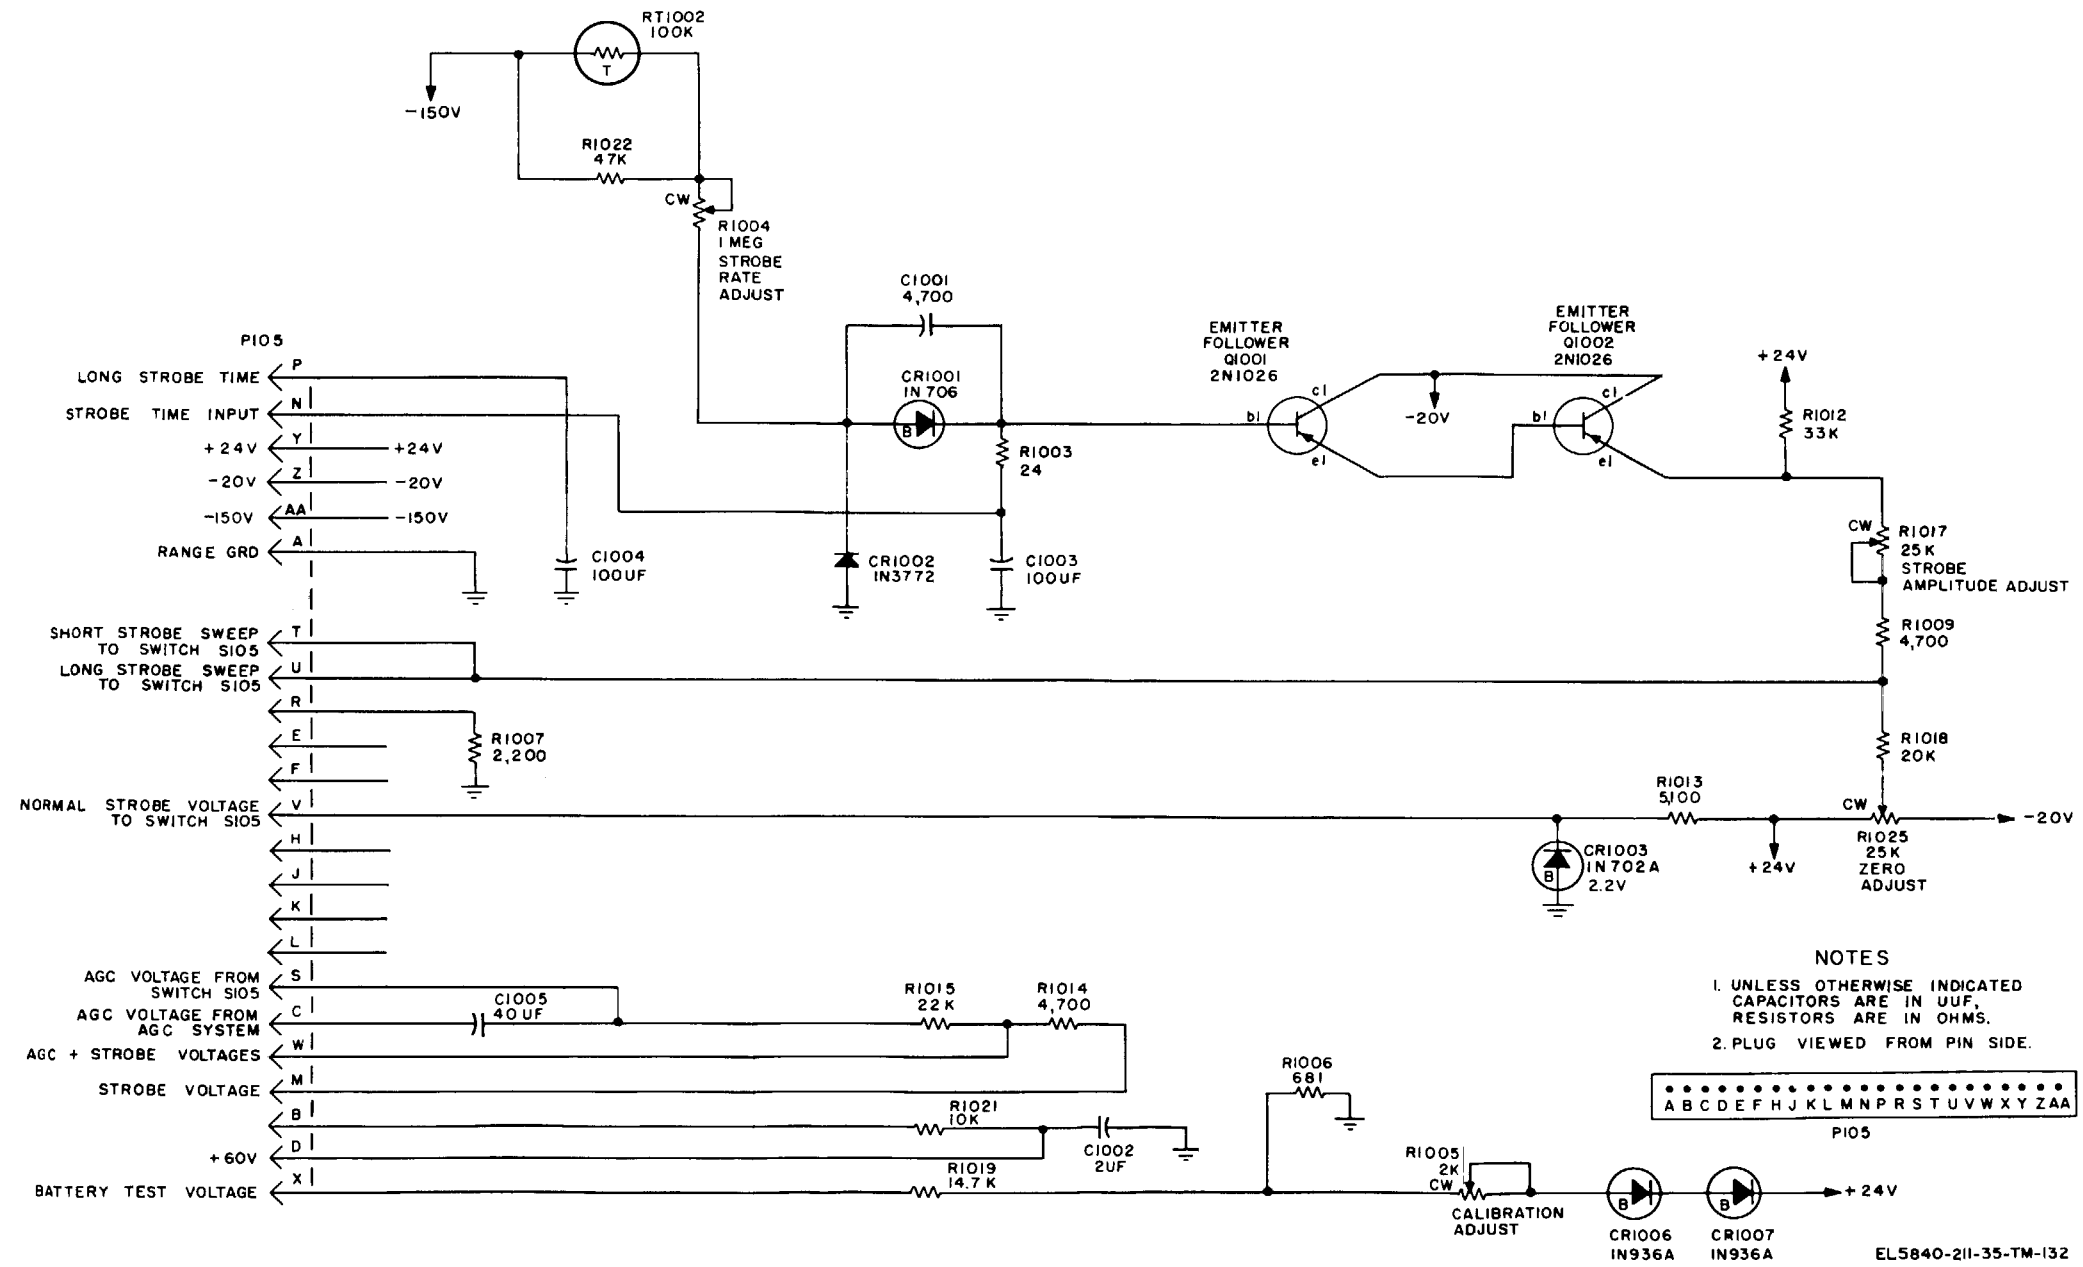 RT1002
100K
T
-150V
R1022
47K
CW
R1004
1 MEG
STROBE
RATE
ADJUST
C1001
4,700
CR1001
1N706
B
R1003
24
CR1002
1N3772
C1003
100UF
C1004
100UF
EMITTER
FOLLOWER
Q1001
2N1026
b1
c1
e1
-20V
EMITTER
FOLLOWER
Q1002
2N1026
b1
c1
e1
+24V
R1012
33K
CW
R1017
25K
STROBE
AMPLITUDE ADJUST
R1009
4,700
R1018
20K
R1013
5,100
CW
R1025
25K
ZERO
ADJUST
+24V
-20V
CR1003
1N702A
2.2V
B
P105
LONG STROBE TIME P
STROBE TIME INPUT N
+24V Y +24V
-20V Z -20V
-150V AA -150V
RANGE GRD A
SHORT STROBE SWEEP T
TO SWITCH S105
LONG STROBE SWEEP U
TO SWITCH S105
R
R1007
2,200
E
F
NORMAL STROBE VOLTAGE V
TO SWITCH S105
H
J
K
L
AGC VOLTAGE FROM S
SWITCH S105
AGC VOLTAGE FROM C
AGC SYSTEM
C1005
40UF
R1015
22K
R1014
4,700
AGC + STROBE VOLTAGES W
STROBE VOLTAGE M
B
R1021
10K
C1002
2UF
+60V D
BATTERY TEST VOLTAGE X
R1019
14.7K
R1006
681
R1005
2K
CW
CALIBRATION
ADJUST
B
CR1006
1N936A
B
CR1007
1N936A
+24V
NOTES
1. UNLESS OTHERWISE INDICATED
CAPACITORS ARE IN UUF,
RESISTORS ARE IN OHMS.
2. PLUG VIEWED FROM PIN SIDE.
A B C D E F H J K L M N P R S T U V W X Y Z AA
P105
EL5840-211-35-TM-132